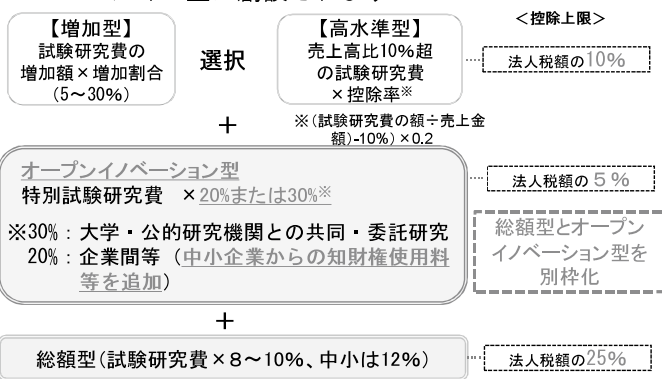 【増加型】
試験研究費の
増加額×増加割合
(5～30%)
選択
【高水準型】
売上高比10%超
の試験研究費
×控除率※
＜控除上限＞
法人税額の10%
＋
※(試験研究費の額÷売上金
額)-10%)×0.2
オープンイノベーション型
特別試験研究費 ×20%または30%※
※30%：大学・公的研究機関との共同・委託研究
20%：企業間等（中小企業からの知財権使用料
等を追加）
法人税額の５%
総額型とオープン
イノベーション型を
別枠化
＋
総額型(試験研究費×８～10%、中小は12%)
法人税額の25%